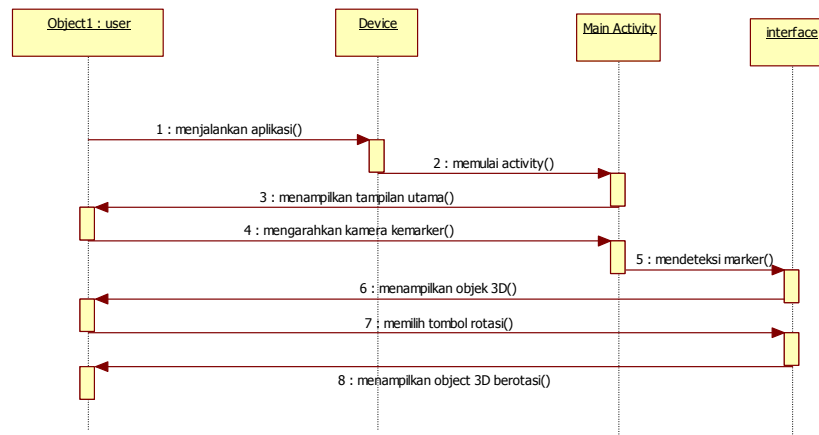 Object1 : user
Device
Main Activity
interface
1 : menjalankan aplikasi()
2 : memulai activity()
3 : menampilkan tampilan utama()
4 : mengarahkan kamera kemarker()
5 : mendeteksi marker()
6 : menampilkan objek 3D()
7 : memilih tombol rotasi()
8 : menampilkan object 3D berotasi()